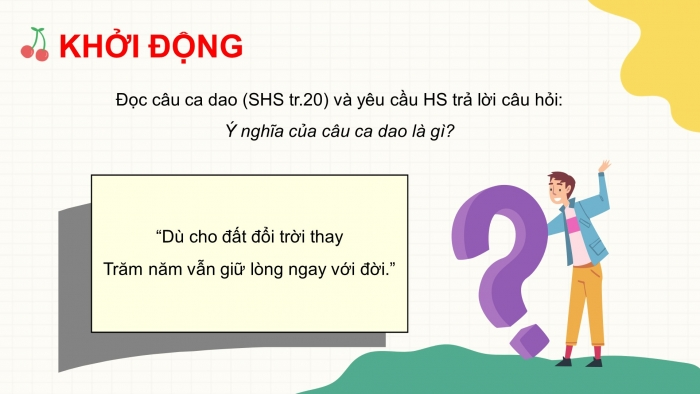 KHỞI ĐỘNG
Đọc câu ca dao (SHS tr.20) và yêu cầu HS trả lời câu hỏi:
Ý nghĩa của câu ca dao là gì?
“Dù cho đất đổi trời thay
Trăm năm vẫn giữ lòng ngay với đời.”